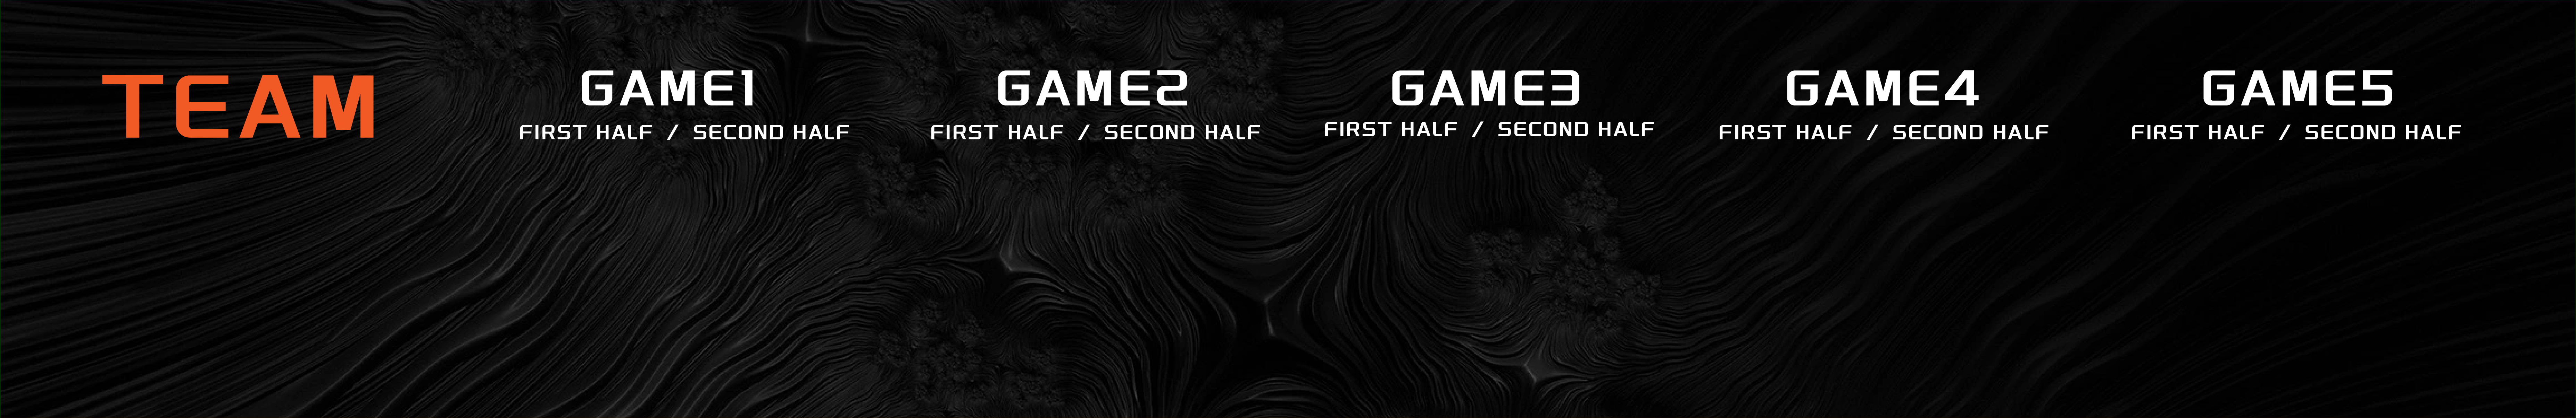 TEAM
GAME1
FIRST HALF / SECOND HALF
GAME2
FIRST HALF / SECOND HALF
GAME3
FIRST HALF / SECOND HALF
GAME4
FIRST HALF / SECOND HALF
GAME5
FIRST HALF / SECOND HALF